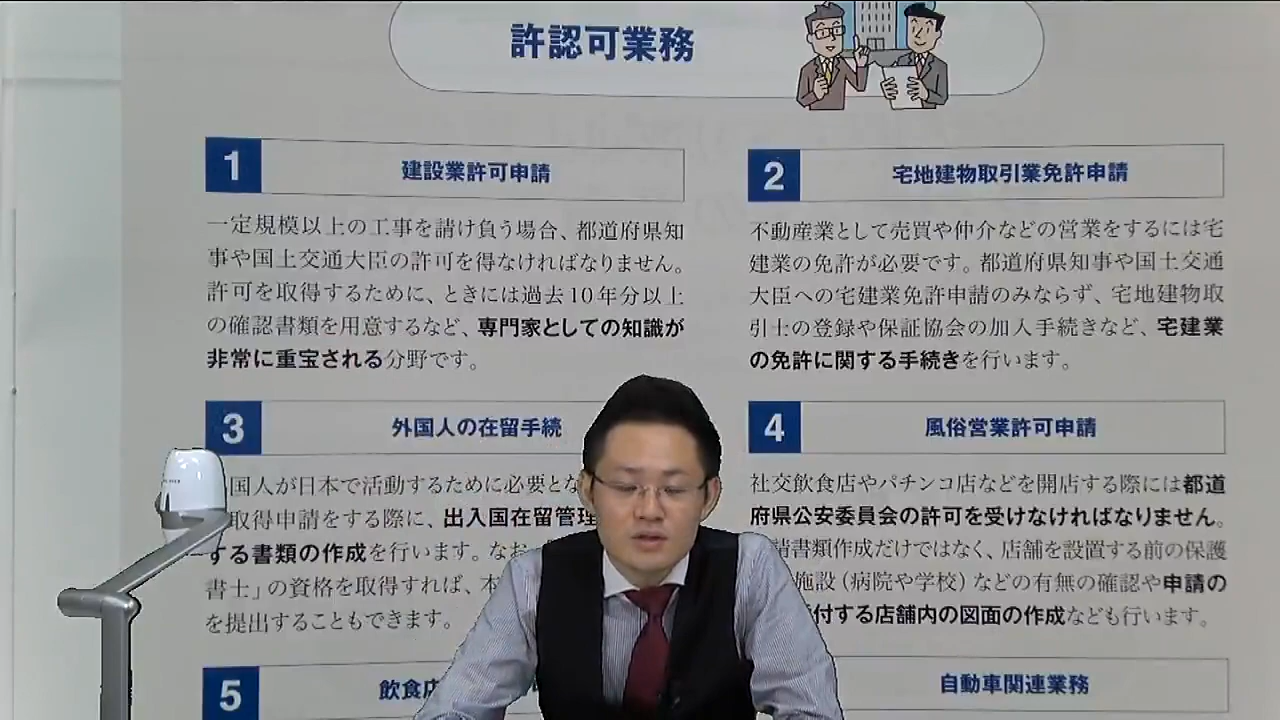 許認可業務
1 建設業許可申請
一定規模以上の工事を請け負う場合、都道府県知
事や国土交通大臣の許可を得なければなりません。
許可を取得するために、ときには過去10年分以上
の確認書類を用意するなど、専門家としての知識が
非常に重宝される分野です。
2 宅地建物取引業免許申請
不動産業として売買や仲介などの営業をするには宅
建業の免許が必要です。都道府県知事や国土交通
大臣への宅建業免許申請のみならず、宅地建物取
引士の登録や保証協会の加入手続きなど、宅建業
の免許に関する手続きを行います。
3 外国人の在留手続
国人が日本で活動するために必要とな
取得申請をする際に、出入国在留管理
する書類の作成を行います。なお
書士」の資格を取得すれば、本
を提出することもできます。
4 風俗営業許可申請
社交飲食店やパチンコ店などを開店する際には都道
府県公安委員会の許可を受けなければなりません。
請書類作成だけではなく、店舗を設置する前の保護
施設（病院や学校）などの有無の確認や申請の
付する店舗内の図面の作成なども行います。
5 飲食店
自動車関連業務